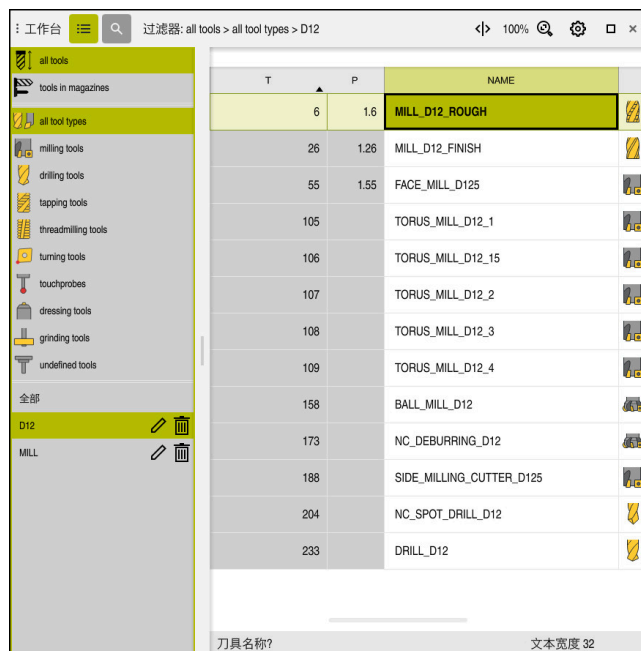 工作台 过滤器: all tools > all tool types > D12 100%
all tools
tools in magazines
all tool types
milling tools
drilling tools
tapping tools
threadmilling tools
turning tools
touchprobes
dressing tools
grinding tools
undefined tools
全部
D12
MILL
T P NAME
6 1.6 MILL_D12_ROUGH
26 1.26 MILL_D12_FINISH
55 1.55 FACE_MILL_D125
105 TORUS_MILL_D12_1
106 TORUS_MILL_D12_15
107 TORUS_MILL_D12_2
108 TORUS_MILL_D12_3
109 TORUS_MILL_D12_4
158 BALL_MILL_D12
173 NC_DEBURRING_D12
188 SIDE_MILLING_CUTTER_D125
204 NC_SPOT_DRILL_D12
233 DRILL_D12
刀具名称? 文本宽度 32